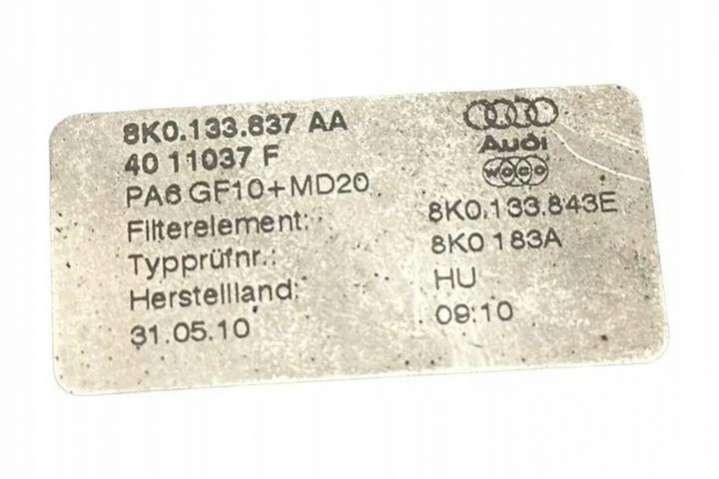 8K0.133.837 AA
40 11037 F
PA6 GF10+MD20
Filterelement:
Typprüfnr.:
Herstellland:
31.05.10
Audi
woco
8K0.133.843E
8K0 183A
HU
09:10